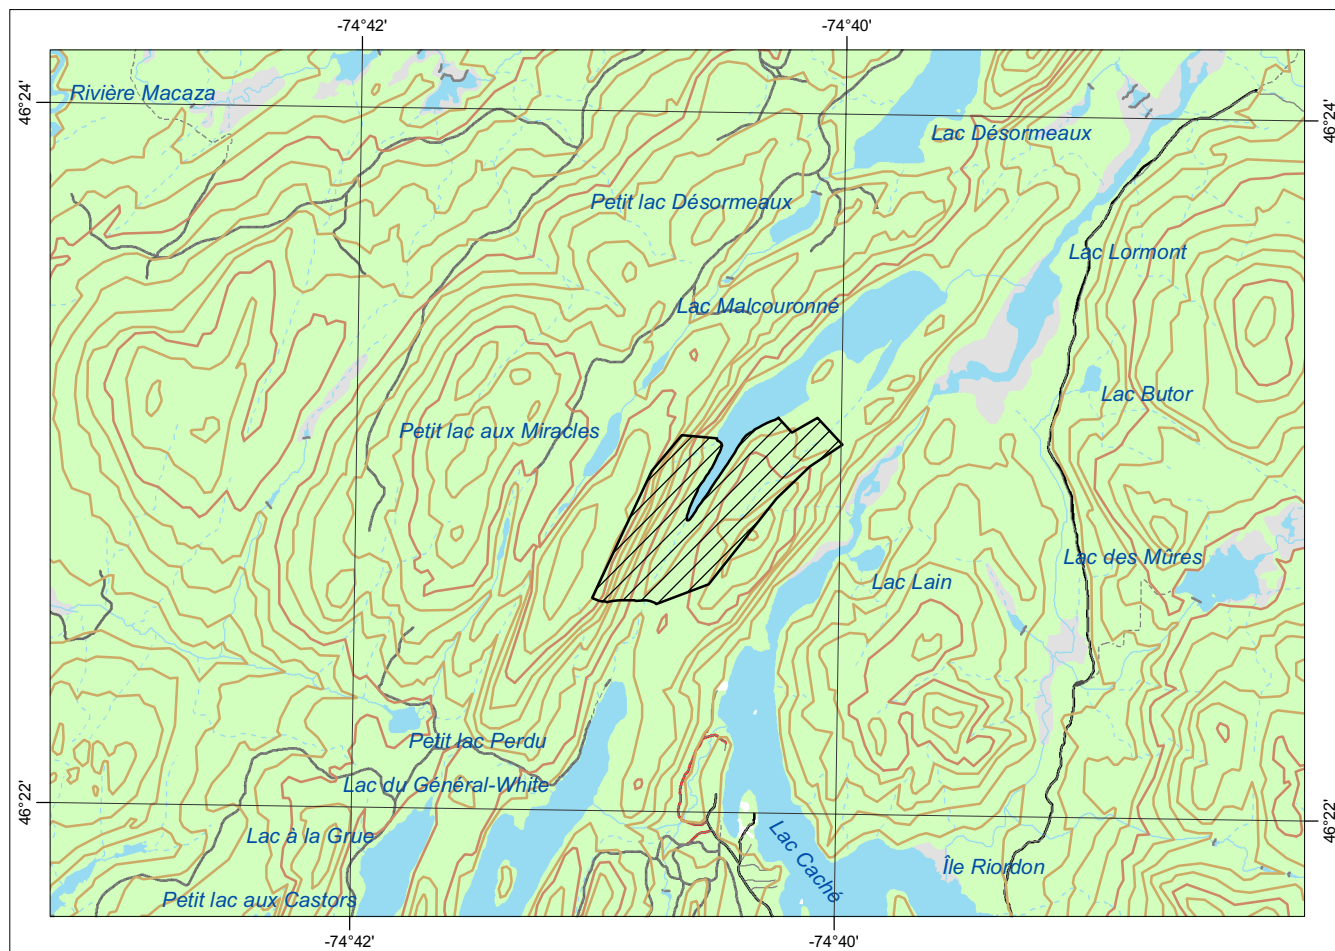 -74°42'
-74°40'
46°24'
Rivière Macaza
46°24'
Lac Désormeaux
Petit lac Désormeaux
Lac Lormont
Lac Malcouronné
Lac Butor
Petit lac aux Miracles
Lac des Mûres
Lac Lain
Petit lac Perdu
Lac du Général-White
46°22'
46°22'
Lac à la Grue
Lac Caché
Île Riordon
Petit lac aux Castors
-74°42'
-74°40'